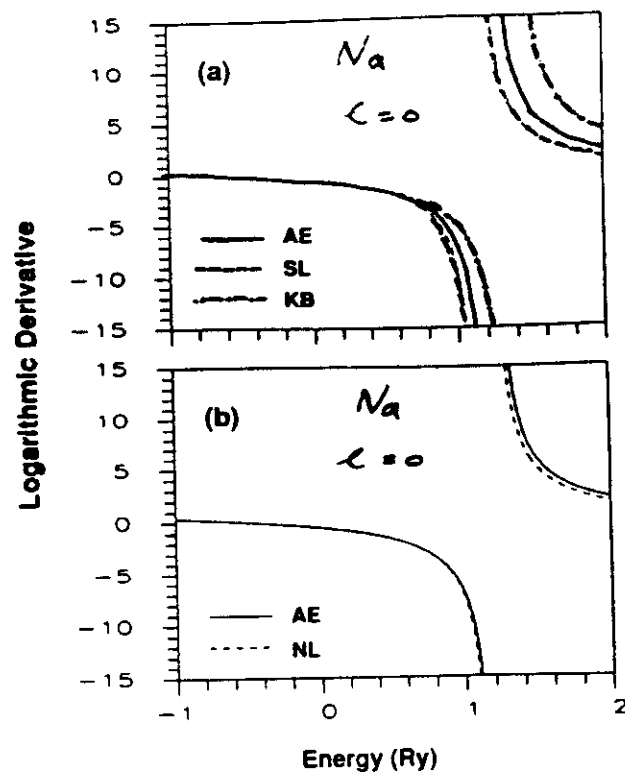 15
(a)
Na
ℓ = 0
10
5
0
-5
AE
SL
-10
KB
-15
Logarithmic Derivative
15
(b)
Na
ℓ = 0
10
5
0
-5
AE
-10
NL
-15
-1 0 1 2
Energy (Ry)